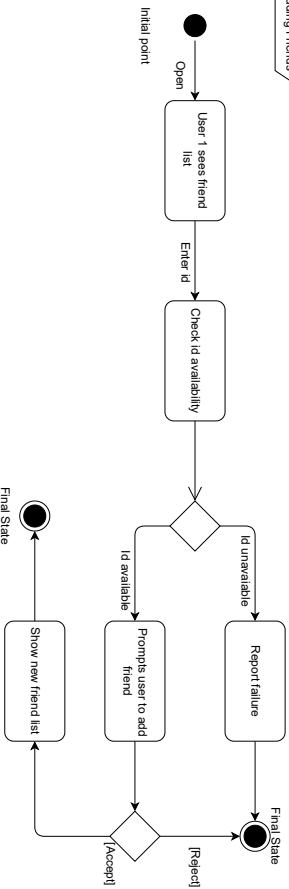 Friends
Initial point
Open
User 1 sees friend
list
Enter id
Check id availability
Id unavaiable
Id available
Report failure
Prompts user to add
friend
[Reject]
[Accept]
Final State
Show new friend list
Final State